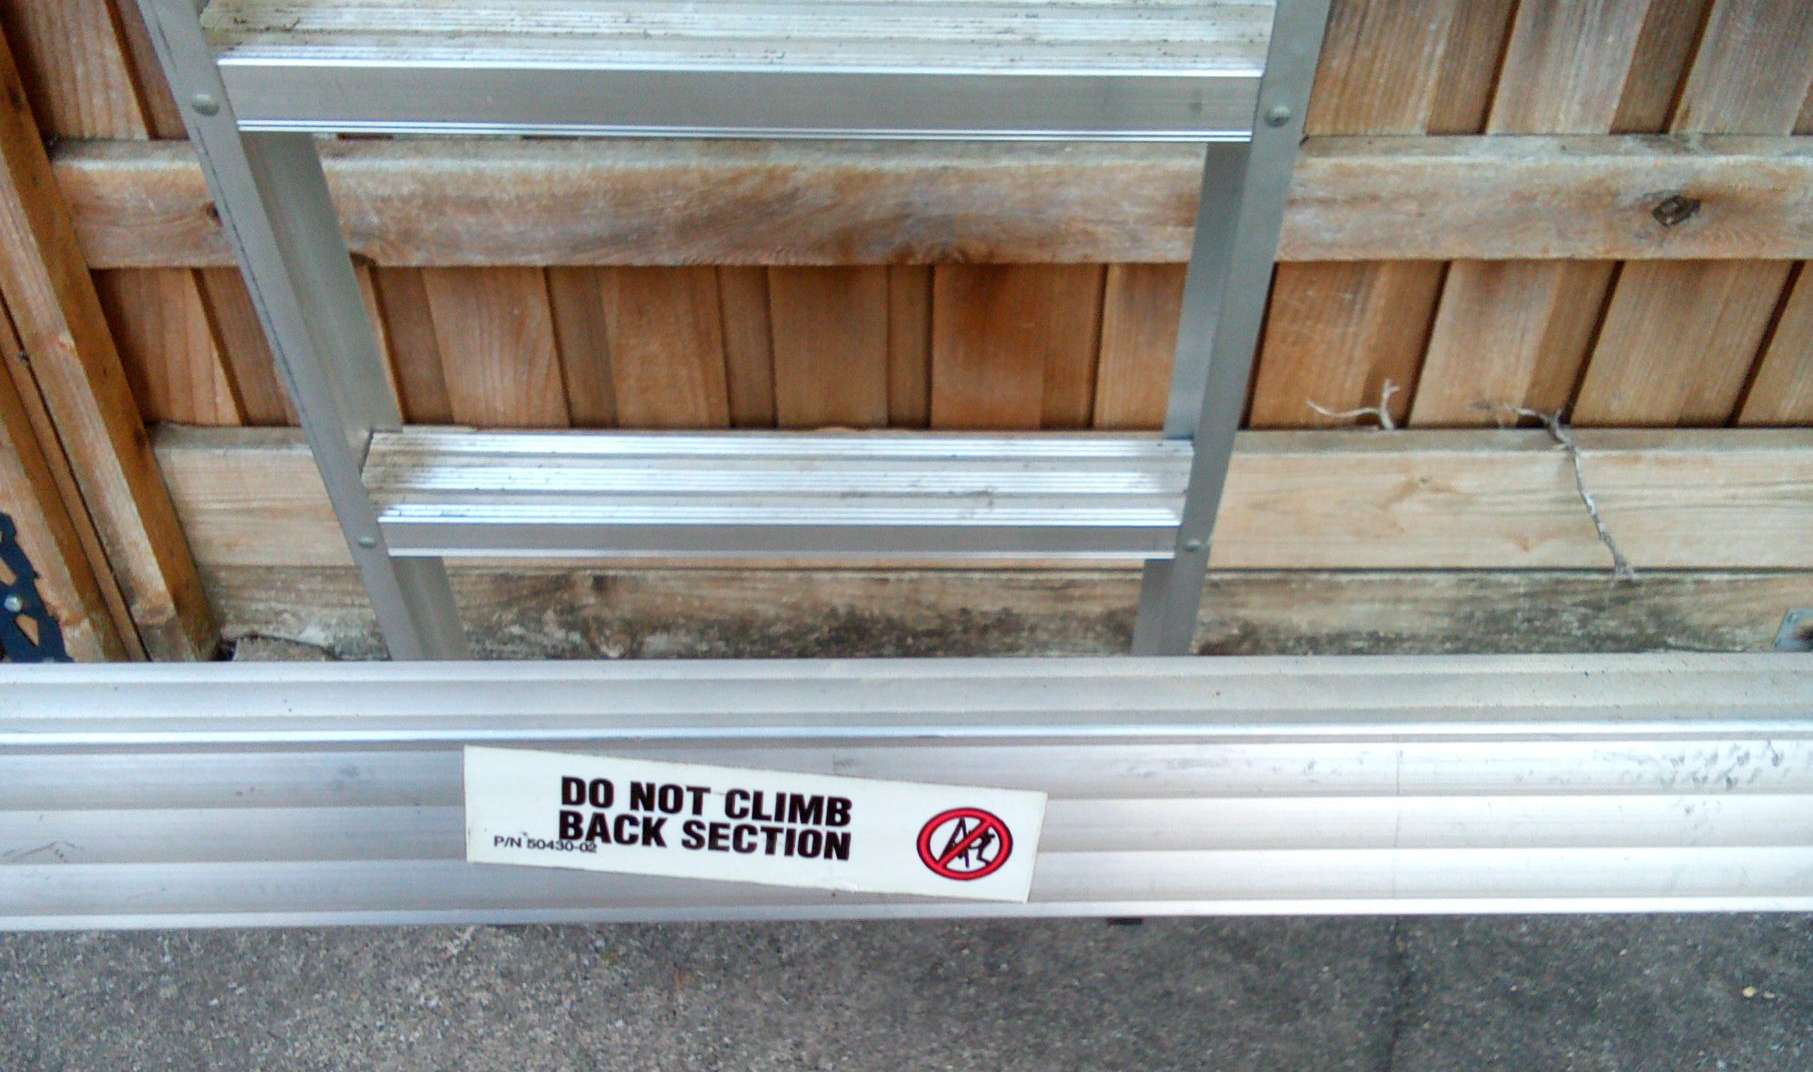 DO NOT CLIMB
BACK SECTION
P/N 50430-02